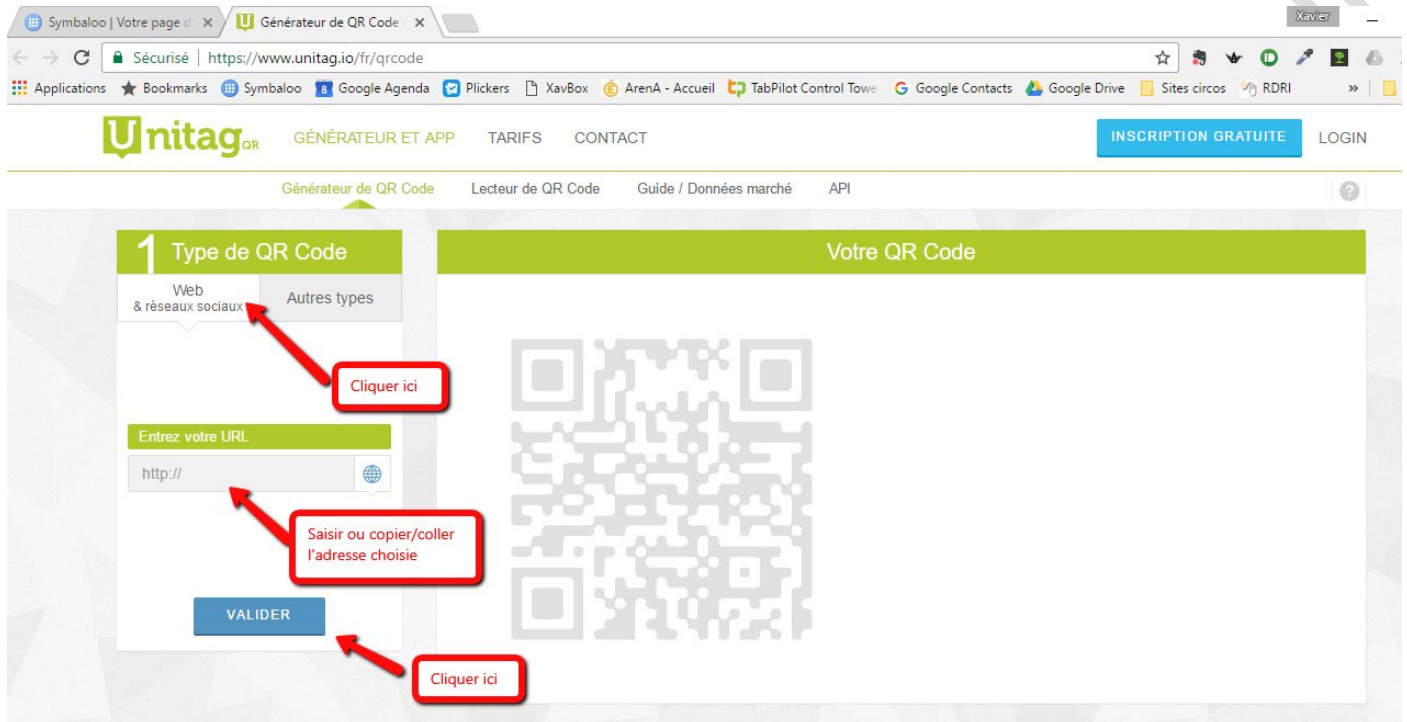 Symbaloo | Votre page d
Générateur de QR Code
Xavier
Sécurisé | https://www.unitag.io/fr/qrcode
Applications Bookmarks Symbaloo Google Agenda Plickers XavBox ArenA - Accueil TabPilot Control Towe Google Contacts Google Drive Sites circos RDRI »
Unitag QR GÉNÉRATEUR ET APP TARIFS CONTACT INSCRIPTION GRATUITE LOGIN
Générateur de QR Code Lecteur de QR Code Guide / Données marché API ?
1 Type de QR Code
Votre QR Code
Web
& réseaux sociaux
Autres types
Cliquer ici
Entrez votre URL
http://
Saisir ou copier/coller
l'adresse choisie
VALIDER
Cliquer ici